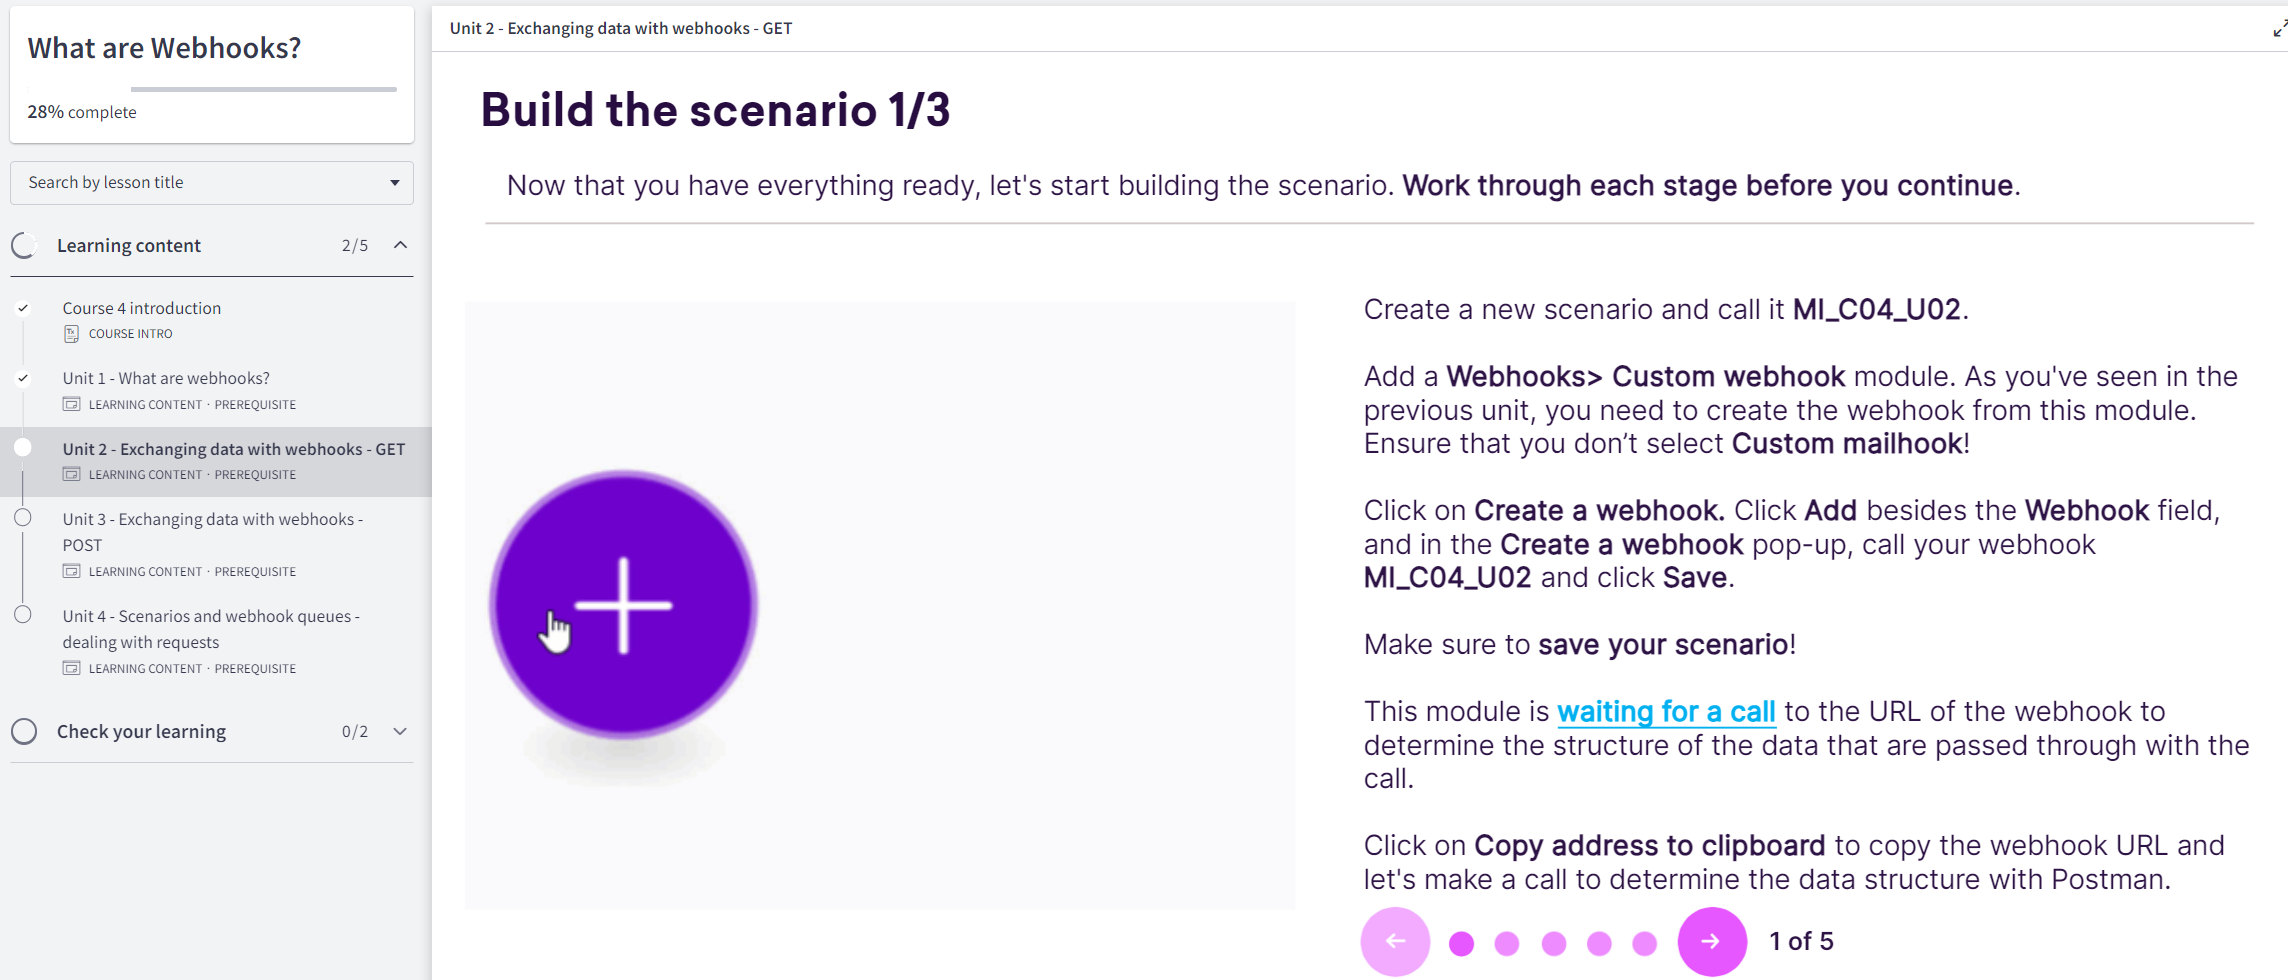 What are Webhooks?
28% complete
Search by lesson title
Learning content 2/5
Course 4 introduction
COURSE INTRO
Unit 1 - What are webhooks?
LEARNING CONTENT · PREREQUISITE
Unit 2 - Exchanging data with webhooks - GET
LEARNING CONTENT · PREREQUISITE
Unit 3 - Exchanging data with webhooks -
POST
LEARNING CONTENT · PREREQUISITE
Unit 4 - Scenarios and webhook queues -
dealing with requests
LEARNING CONTENT · PREREQUISITE
Check your learning 0/2
Unit 2 - Exchanging data with webhooks - GET
Build the scenario 1/3
Now that you have everything ready, let's start building the scenario. Work through each stage before you continue.
Create a new scenario and call it MI_C04_U02.
Add a Webhooks> Custom webhook module. As you've seen in the
previous unit, you need to create the webhook from this module.
Ensure that you don’t select Custom mailhook!
Click on Create a webhook. Click Add besides the Webhook field,
and in the Create a webhook pop-up, call your webhook
MI_C04_U02 and click Save.
Make sure to save your scenario!
This module is waiting for a call to the URL of the webhook to
determine the structure of the data that are passed through with the
call.
Click on Copy address to clipboard to copy the webhook URL and
let's make a call to determine the data structure with Postman.
1 of 5